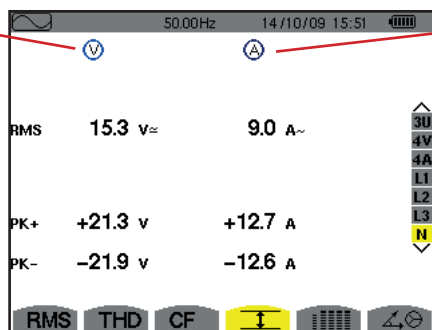 50.00Hz 14/10/09 15:51
V A
RMS 15.3 V≃ 9.0 A~
3U
4V
4A
L1
L2
L3
N
PK+ +21.3 V +12.7 A
PK− −21.9 V −12.6 A
RMS THD CF